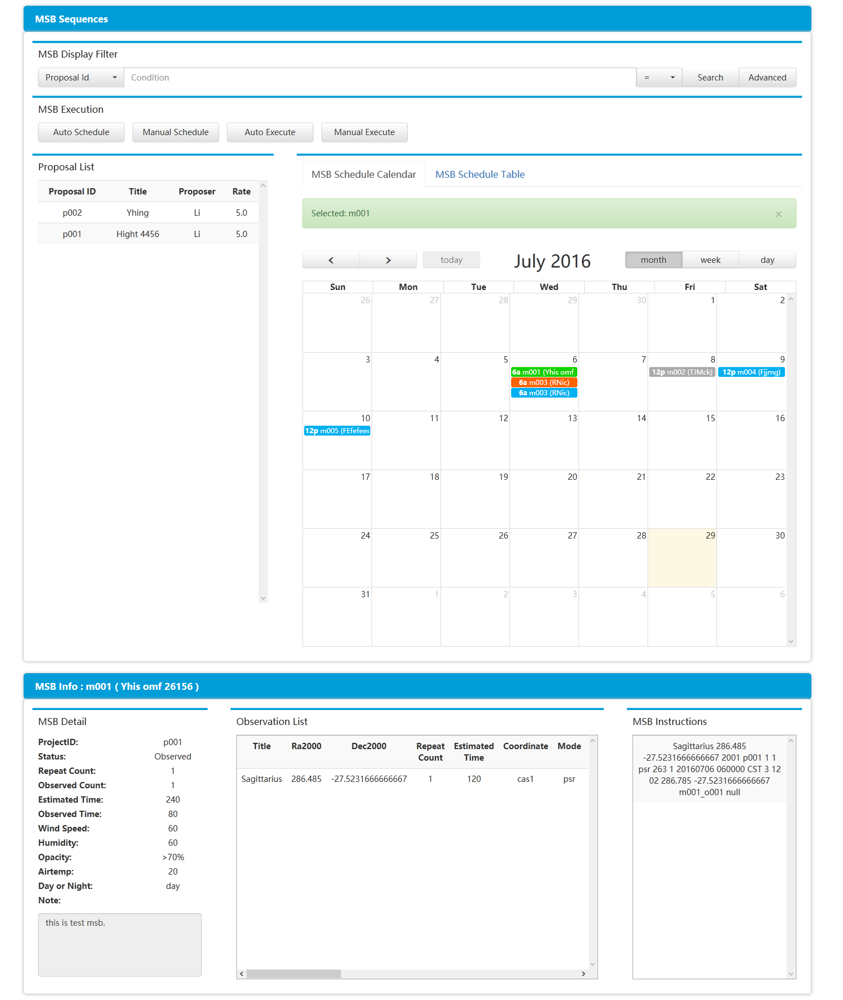 MSB Sequences
MSB Display Filter
Proposal Id Condition = Search Advanced
MSB Execution
Auto Schedule Manual Schedule Auto Execute Manual Execute
Proposal List
Proposal ID Title Proposer Rate
p002 Yhing Li 5.0
p001 Hight 4456 Li 5.0
MSB Schedule Calendar MSB Schedule Table
Selected: m001 ×
< > today July 2016 month week day
Sun Mon Tue Wed Thu Fri Sat
26 27 28 29 30 1 2
3 4 5 6 7 8 9
6a m001 (Yhis omf 12p m002 (TJMck) 12p m004 (Fjjmg)
6a m003 (RNic)
6a m003 (RNic)
10 11 12 13 14 15 16
12p m005 (FEfefees
17 18 19 20 21 22 23
24 25 26 27 28 29 30
31 1 2 3 4 5 6
MSB Info : m001 ( Yhis omf 26156 )
MSB Detail
ProjectID: p001
Status: Observed
Repeat Count: 1
Observed Count: 1
Estimated Time: 240
Observed Time: 80
Wind Speed: 60
Humidity: 60
Opacity: >70%
Airtemp: 20
Day or Night: day
Note:
this is test msb.
Observation List
Title Ra2000 Dec2000 Repeat Count Estimated Time Coordinate Mode
Sagittarius 286.485 -27.5231666666667 1 120 cas1 psr
MSB Instructions
Sagittarius 286.485
-27.5231666666667 2001 p001 1 1
psr 263 1 20160706 060000 CST 3 12
02 286.785 -27.5231666666667
m001_o001 null